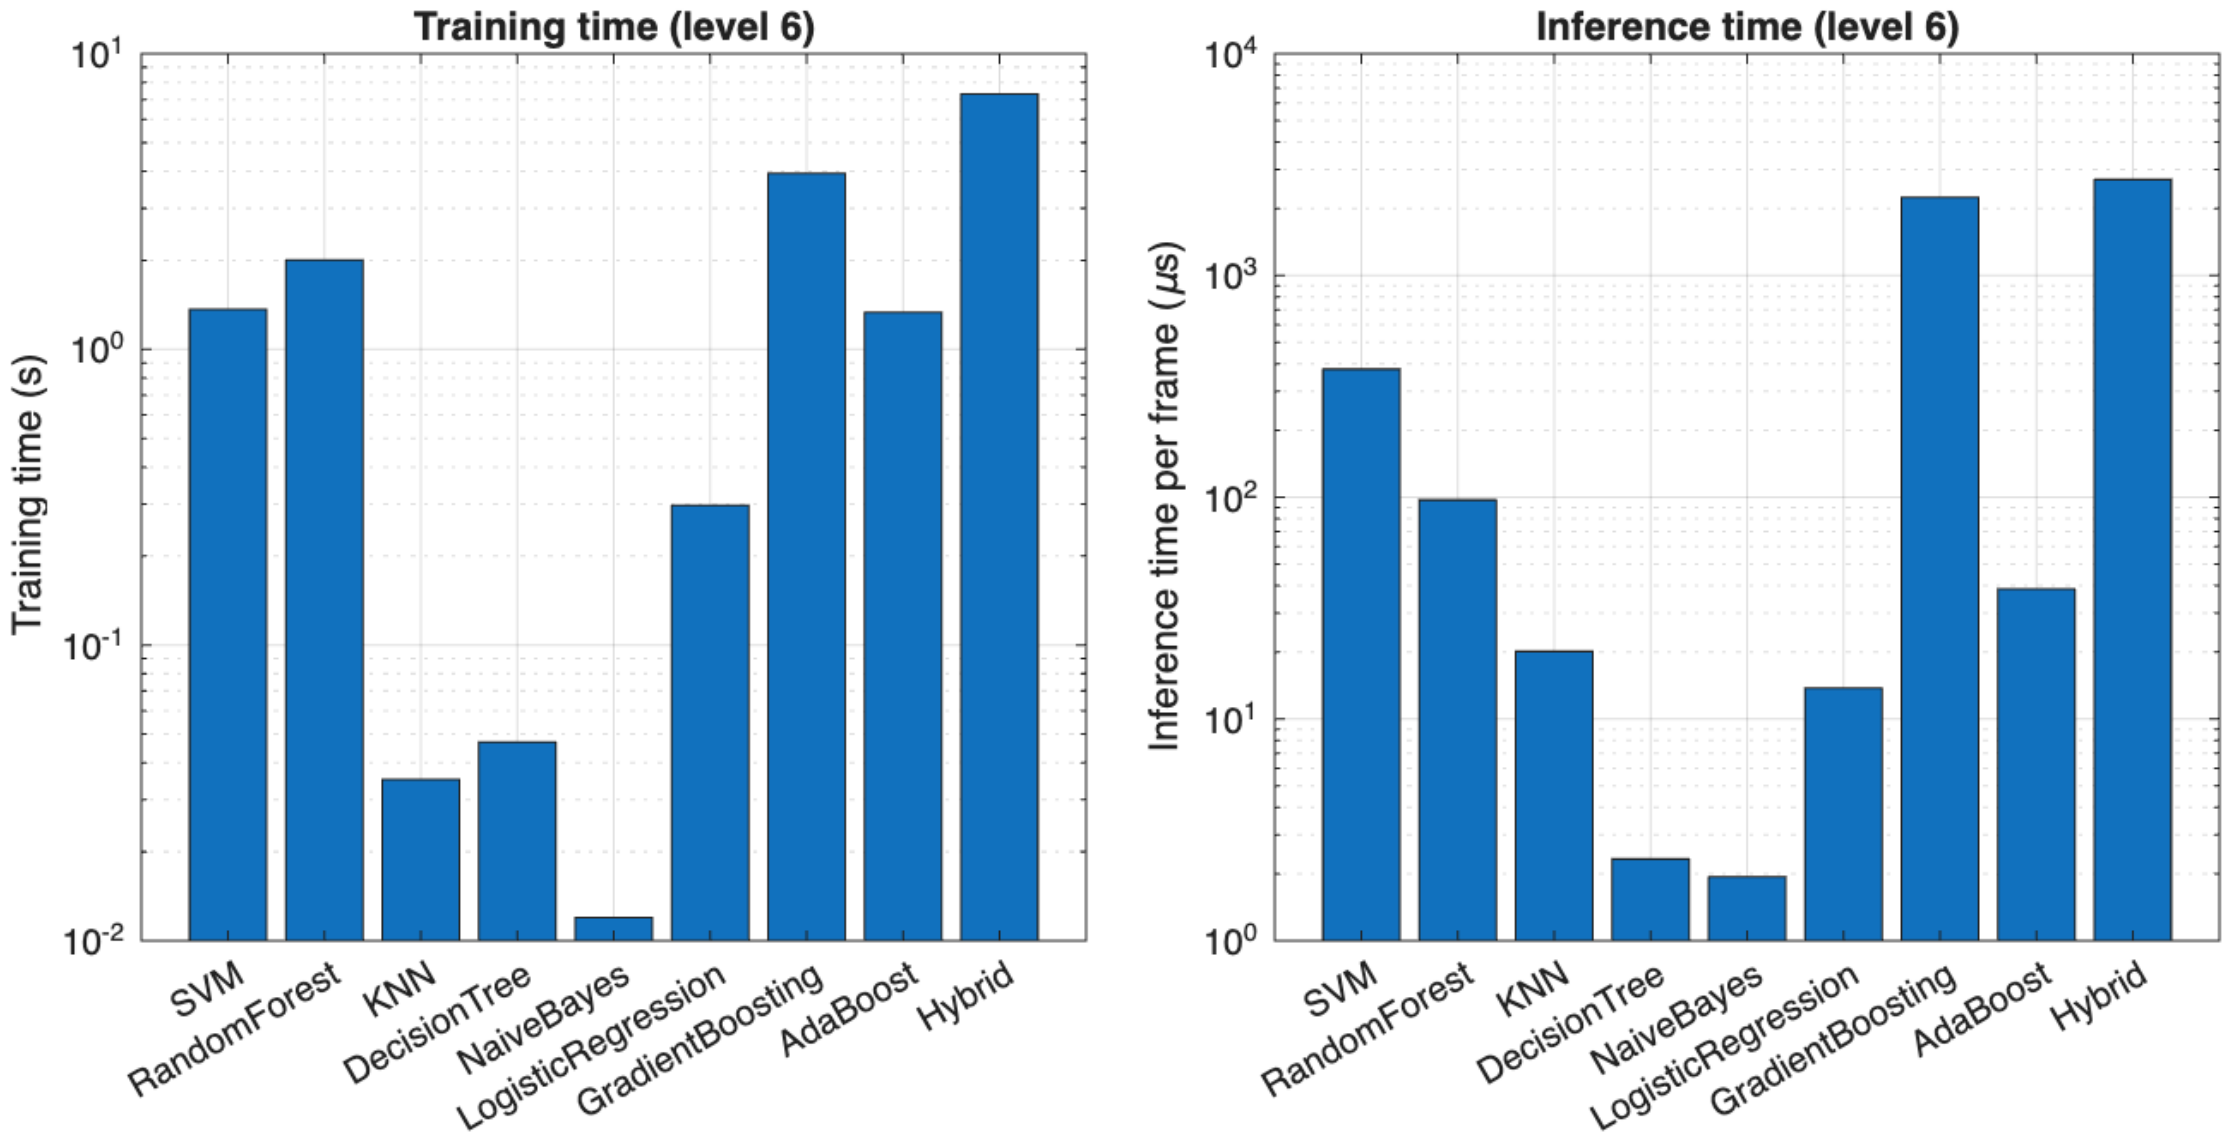 Training time (level 6)
Training time (s)
10^1
10^0
10^-1
10^-2
SVM
RandomForest
KNN
DecisionTree
NaiveBayes
LogisticRegression
GradientBoosting
AdaBoost
Hybrid
Inference time (level 6)
Inference time per frame (μs)
10^4
10^3
10^2
10^1
10^0
SVM
RandomForest
KNN
DecisionTree
NaiveBayes
LogisticRegression
GradientBoosting
AdaBoost
Hybrid